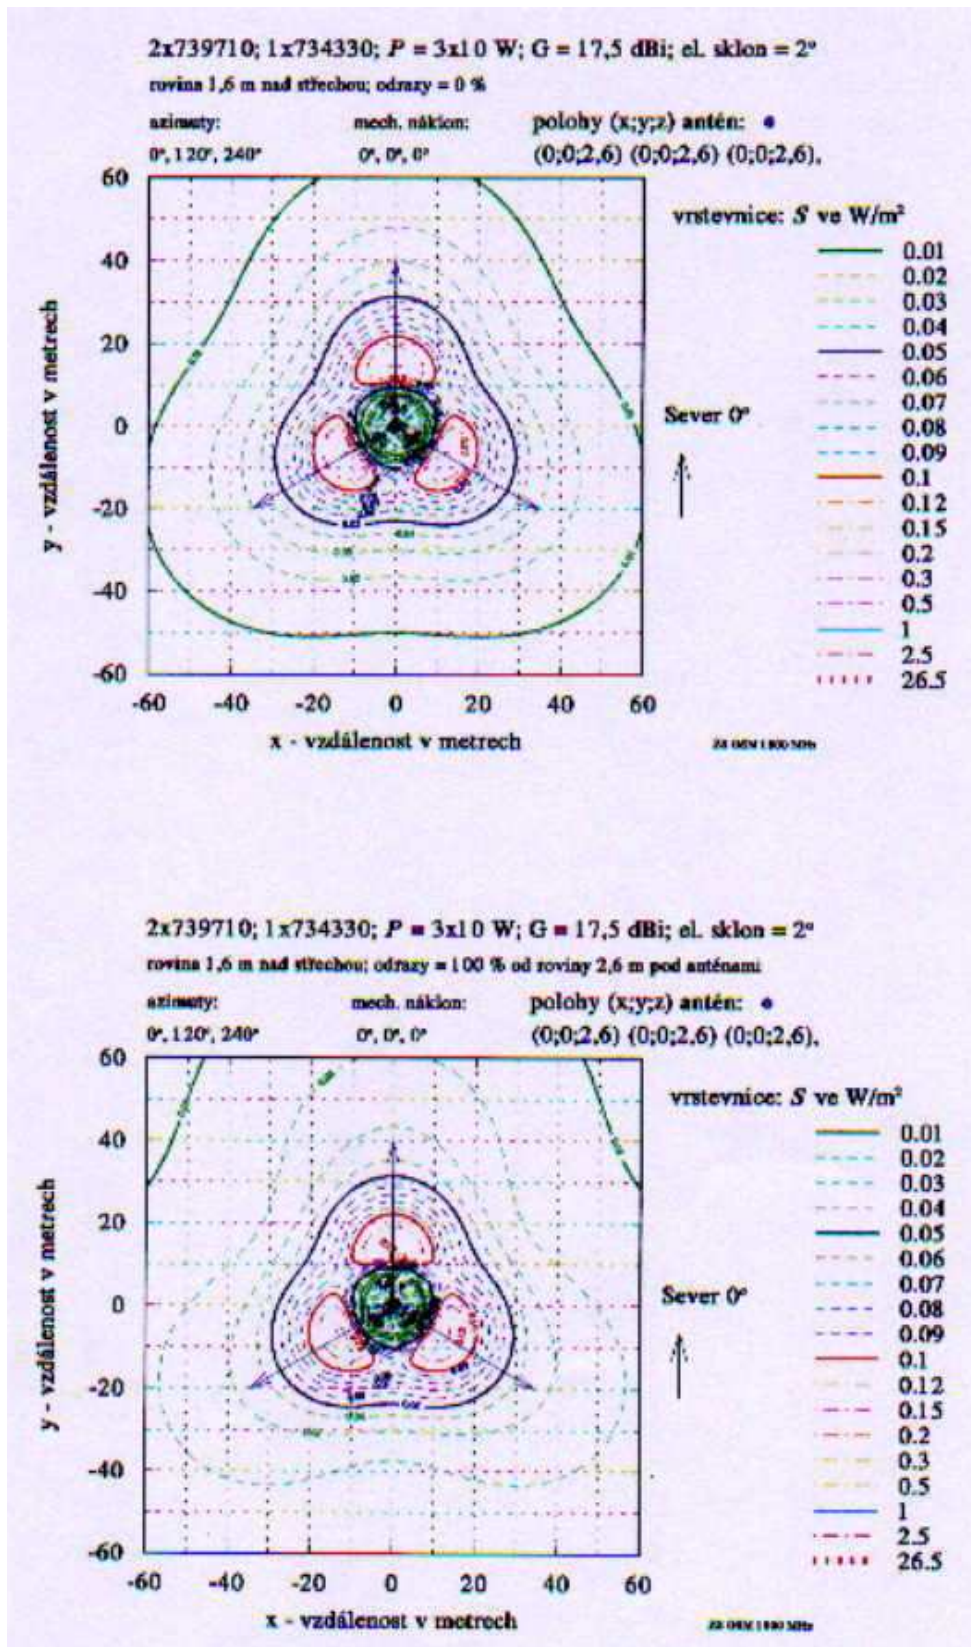 2x739710; 1x734330; P = 3x10 W; G = 17,5 dBi; el. sklon = 2°
rovina 1,6 m nad střechou; odrazy = 0 %
azimuty: mech. náklon: polohy (x;y;z) antén:
0°, 120°, 240° 0°, 0°, 0° (0;0;2,6) (0;0;2,6) (0;0;2,6),
vrstevnice: S ve W/m²
0.01
0.02
0.03
0.04
0.05
0.06
0.07
0.08
0.09
0.1
0.12
0.15
0.2
0.3
0.5
1
2.5
26.5
Sever 0°
y - vzdálenost v metrech
60
40
20
0
-20
-40
-60
-60 -40 -20 0 20 40 60
x - vzdálenost v metrech
2x739710; 1x734330; P = 3x10 W; G = 17,5 dBi; el. sklon = 2°
rovina 1,6 m nad střechou; odrazy = 100 % od roviny 2,6 m pod anténami
azimuty: mech. náklon: polohy (x;y;z) antén:
0°, 120°, 240° 0°, 0°, 0° (0;0;2,6) (0;0;2,6) (0;0;2,6),
vrstevnice: S ve W/m²
0.01
0.02
0.03
0.04
0.05
0.06
0.07
0.08
0.09
0.1
0.12
0.15
0.2
0.3
0.5
1
2.5
26.5
Sever 0°
y - vzdálenost v metrech
60
40
20
0
-20
-40
-60
-60 -40 -20 0 20 40 60
x - vzdálenost v metrech